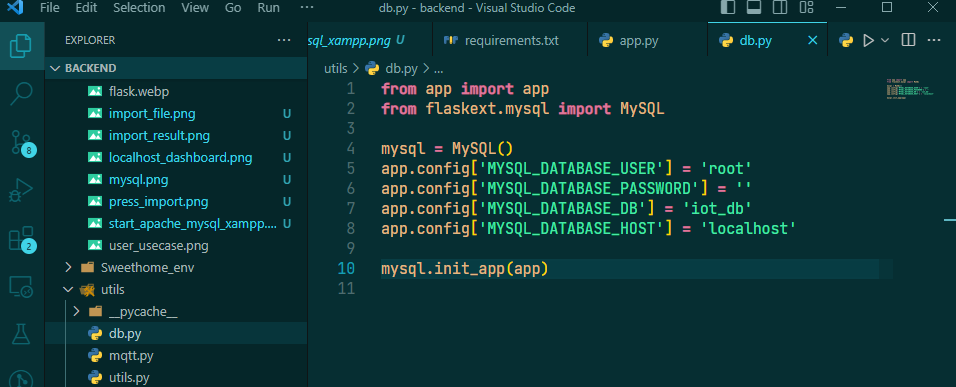 File Edit Selection View Go Run ··· db.py - backend - Visual Studio Code
EXPLORER ···
sql_xampp.png U requirements.txt app.py db.py
BACKEND
utils > db.py > ...
flask.webp
import_file.png U
import_result.png U
localhost_dashboard.png U
mysql.png U
press_import.png U
start_apache_mysql_xampp.... U
user_usecase.png
Sweethome_env
utils
__pycache__
db.py
mqtt.py
utils.py
8
2
1 from app import app
2 from flaskext.mysql import MySQL
3
4 mysql = MySQL()
5 app.config['MYSQL_DATABASE_USER'] = 'root'
6 app.config['MYSQL_DATABASE_PASSWORD'] = ''
7 app.config['MYSQL_DATABASE_DB'] = 'iot_db'
8 app.config['MYSQL_DATABASE_HOST'] = 'localhost'
9
10 mysql.init_app(app)
11